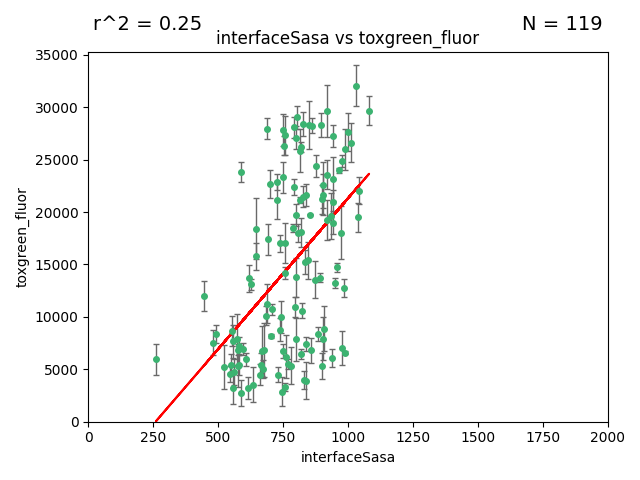 r^2 = 0.25
N = 119
interfaceSasa vs toxgreen_fluor
35000
30000
25000
20000
15000
10000
5000
0
toxgreen_fluor
0 250 500 750 1000 1250 1500 1750 2000
interfaceSasa